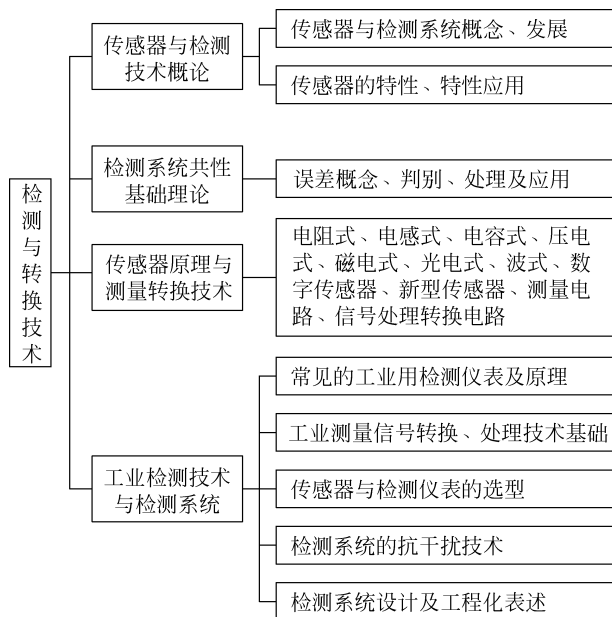 检测与转换技术
传感器与检测
技术概论
传感器与检测系统概念、发展
传感器的特性、特性应用
检测系统共性
基础理论
误差概念、判别、处理及应用
传感器原理与
测量转换技术
电阻式、电感式、电容式、压电
式、磁电式、光电式、波式、数
字传感器、新型传感器、测量电
路、信号处理转换电路
工业检测技术
与检测系统
常见的工业用检测仪表及原理
工业测量信号转换、处理技术基础
传感器与检测仪表的选型
检测系统的抗干扰技术
检测系统设计及工程化表述